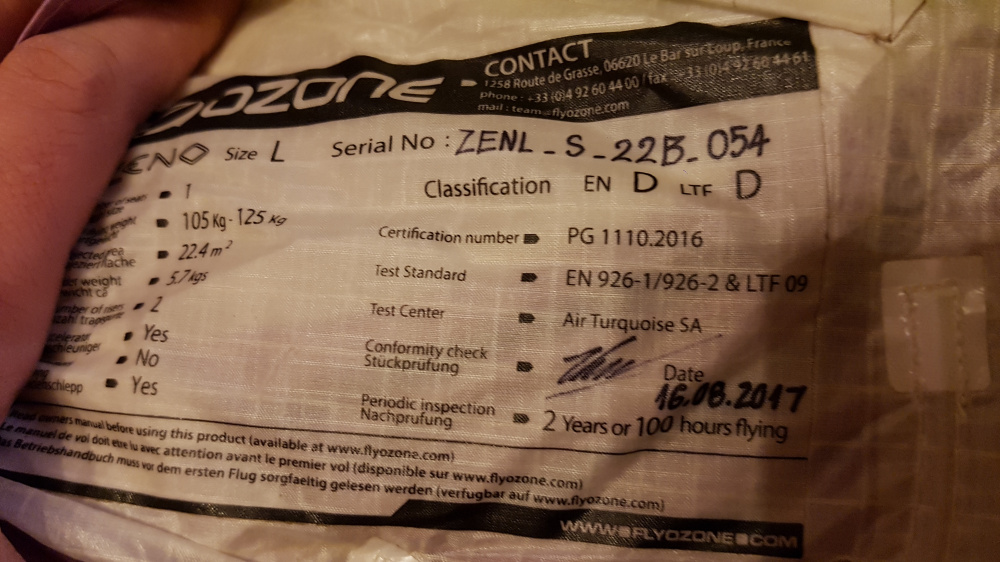 OZONE
CONTACT
1258 Route de Grasse, 06620 Le Bar sur Loup, France
phone : +33 (0)4 92 60 44 00 / fax : +33 (0)4 92 60 44 61
mail : team@flyozone.com
ZENO Size L Serial No : ZENL_S_22B_054
Classification EN D LTF D
1
105 Kg - 125 Kg
22.4 m²
5,7 kgs
2
Yes
No
Yes
Certification number PG 1110.2016
Test Standard EN 926-1/926-2 & LTF 09
Test Center Air Turquoise SA
Conformity check
Stückprüfung
Date
16.08.2017
Periodic inspection
Nachprufung
2 Years or 100 hours flying
Read owners manual before using this product (available at www.flyozone.com)
Le manuel de vol doit etre lu avec attention avant le premier vol (disponible sur www.flyozone.com)
Das Betriebshandbuch muss vor dem ersten Flug sorgfaeltig gelesen werden (verfugbar auf www.flyozone.com)
WWW.FLYOZONE.COM